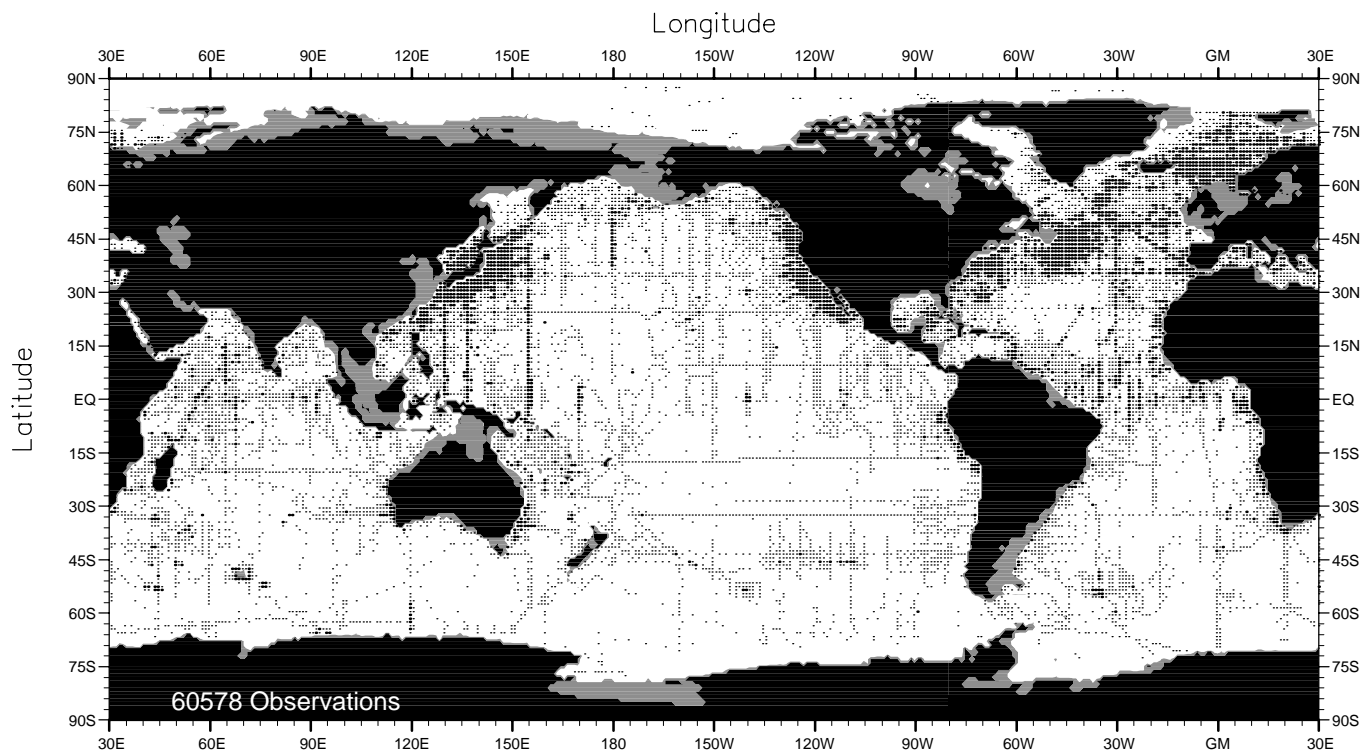 Longitude
30E 60E 90E 120E 150E 180 150W 120W 90W 60W 30W GM 30E
90N 90N
75N 75N
60N 60N
45N 45N
30N 30N
15N 15N
Latitude
EQ EQ
15S 15S
30S 30S
45S 45S
60S 60S
75S 75S
60578 Observations
90S 90S
30E 60E 90E 120E 150E 180 150W 120W 90W 60W 30W GM 30E